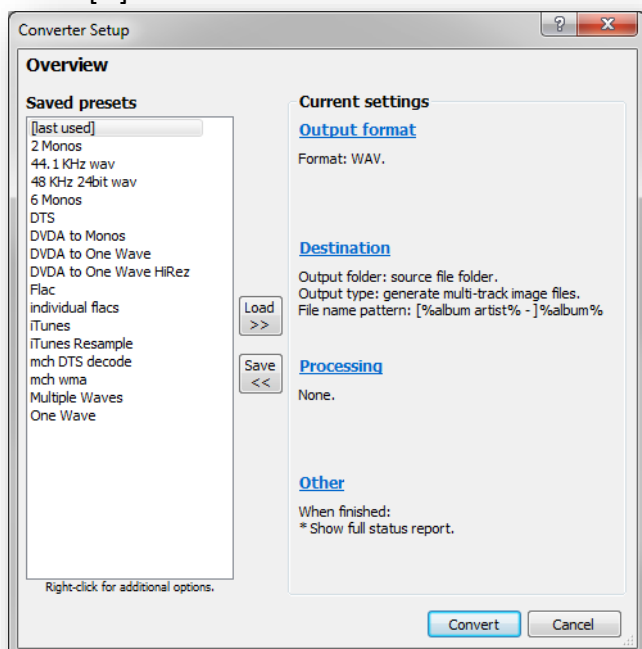 Converter Setup
Overview
Saved presets
[last used]
2 Monos
44.1 KHz wav
48 KHz 24bit wav
6 Monos
DTS
DVDA to Monos
DVDA to One Wave
DVDA to One Wave HiRez
Flac
individual flacs
iTunes
iTunes Resample
mch DTS decode
mch wma
Multiple Waves
One Wave
Right-click for additional options.
Load
>>
Save
<<
Current settings
Output format
Format: WAV.
Destination
Output folder: source file folder.
Output type: generate multi-track image files.
File name pattern: [%album artist% - ]%album%
Processing
None.
Other
When finished:
* Show full status report.
Convert
Cancel